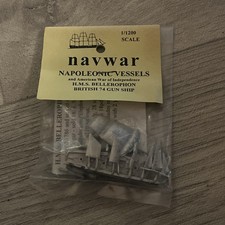 1/1200
SCALE
navwar
NAPOLEONIC VESSELS
and American War of Independence
H.M.S. BELLEROPHON
BRITISH 74 GUN SHIP